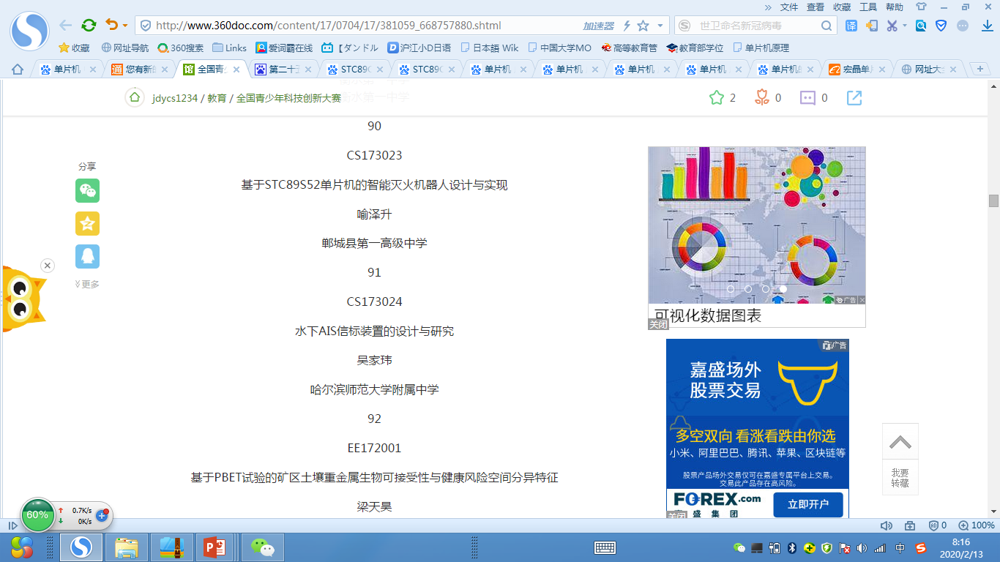 » 文件 查看 收藏 工具 帮助
http://www.360doc.com/content/17/0704/17/381059_668757880.shtml 加速器 世卫命名新冠病毒 译
收藏 网址导航 360搜索 Links 爱词霸在线 【ダンドル 沪江小D日语 日本語 Wik 中国大学MO 高等教育管 教育部学位 单片机原理
单片机 您有新的 全国青少 第二十五 STC89C STC89C 单片机 单片机 单片机 单片机 单片机的 宏晶单片 网址大全
jdycs1234 / 教育 / 全国青少年科技创新大赛 2 0 0
衡水第一中学
90
CS173023
基于STC89S52单片机的智能灭火机器人设计与实现
喻泽升
郸城县第一高级中学
91
CS173024
水下AIS信标装置的设计与研究
吴家玮
哈尔滨师范大学附属中学
92
EE172001
基于PBET试验的矿区土壤重金属生物可接受性与健康风险空间分异特征
梁天昊
分享
更多
广告
可视化数据图表
关闭
广告
嘉盛场外
股票交易
多空双向 看涨看跌由你选
小米、阿里巴巴、腾讯、苹果、区块链等
股票产品场外交易仅可在嘉盛专属平台上交易。
交易此产品存在高风险。
FOREX.com
盛 集 团
立即开户
关闭
我要
转藏
60% 0.7K/s
0K/s
0 100%
中
8:16
2020/2/13